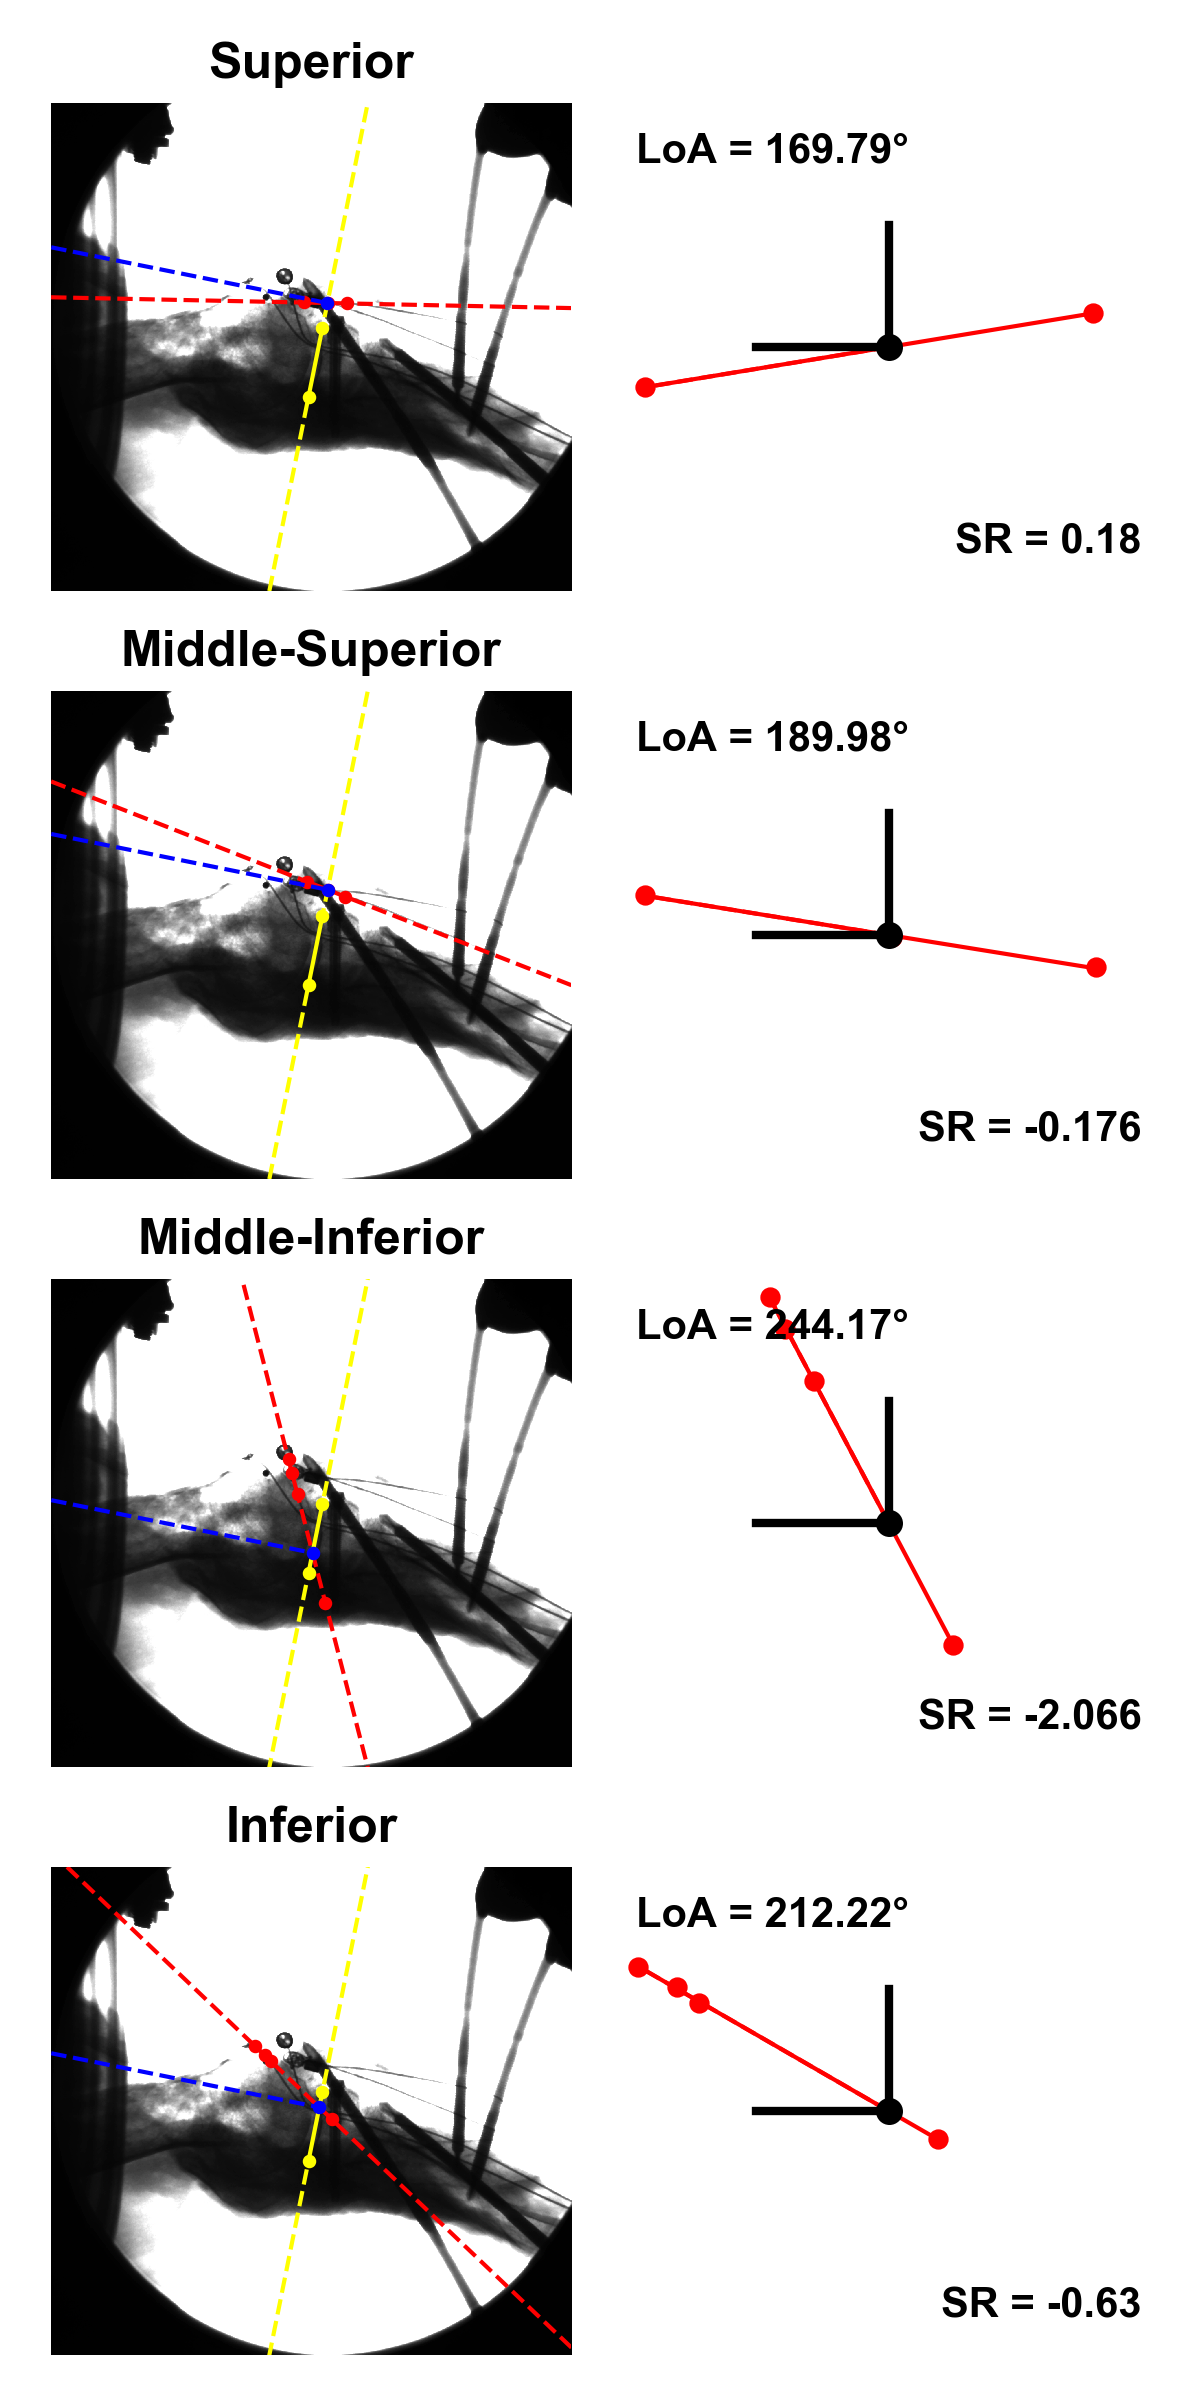 Superior
LoA = 169.79°
SR = 0.18
Middle-Superior
LoA = 189.98°
SR = -0.176
Middle-Inferior
LoA = 244.17°
SR = -2.066
Inferior
LoA = 212.22°
SR = -0.63